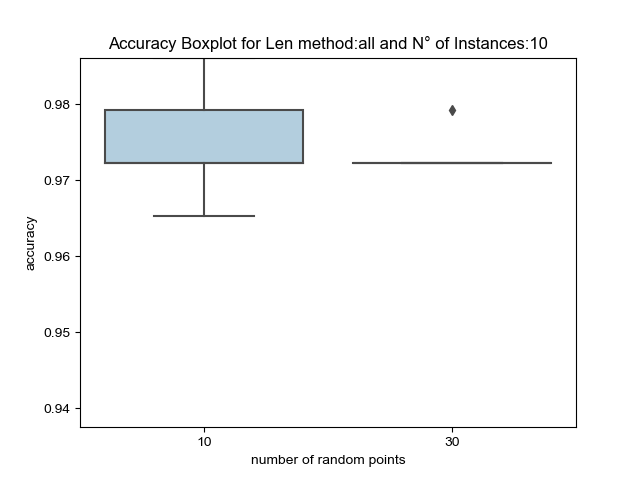 Accuracy Boxplot for Len method:all and N° of Instances:10
0.98
0.97
0.96
0.95
0.94
accuracy
10 30
number of random points